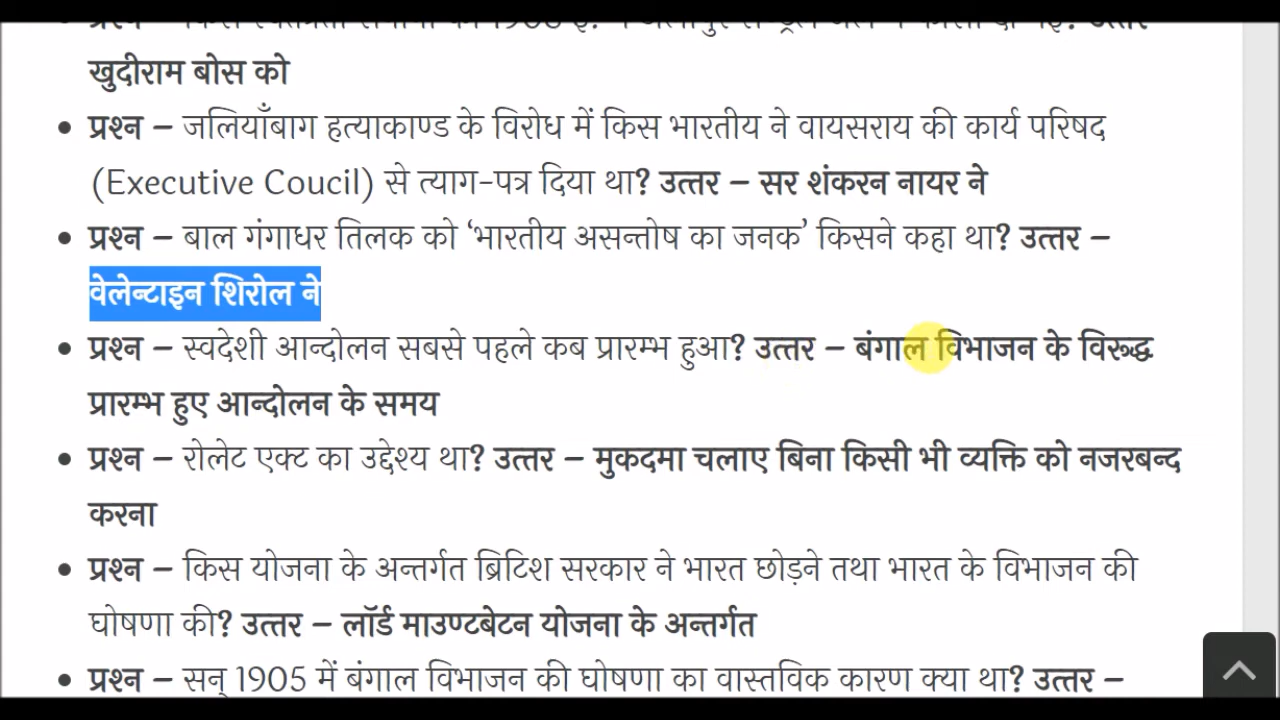 खुदीराम बोस को
• प्रश्न – जलियाँबाग हत्याकाण्ड के विरोध में किस भारतीय ने वायसराय की कार्य परिषद
(Executive Coucil) से त्याग-पत्र दिया था? उत्तर – सर शंकरन नायर ने
• प्रश्न – बाल गंगाधर तिलक को ‘भारतीय असन्तोष का जनक’ किसने कहा था? उत्तर –
वेलेन्टाइन शिरोल ने
• प्रश्न – स्वदेशी आन्दोलन सबसे पहले कब प्रारम्भ हुआ? उत्तर – बंगाल विभाजन के विरूद्ध
प्रारम्भ हुए आन्दोलन के समय
• प्रश्न – रोलेट एक्ट का उद्देश्य था? उत्तर – मुकदमा चलाए बिना किसी भी व्यक्ति को नजरबन्द
करना
• प्रश्न – किस योजना के अन्तर्गत ब्रिटिश सरकार ने भारत छोड़ने तथा भारत के विभाजन की
घोषणा की? उत्तर – लॉर्ड माउण्टबेटन योजना के अन्तर्गत
• प्रश्न – सन् 1905 में बंगाल विभाजन की घोषणा का वास्तविक कारण क्या था? उत्तर –